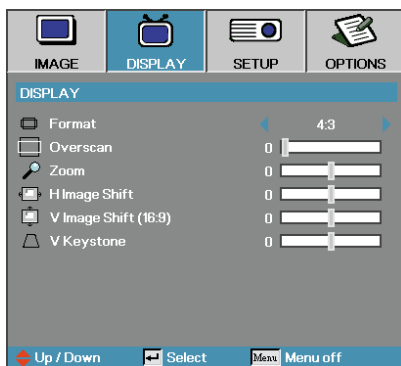 IMAGE DISPLAY SETUP OPTIONS
DISPLAY
Format 4:3
Overscan 0
Zoom 0
H Image Shift 0
V Image Shift (16:9) 0
V Keystone 0
Up / Down Select Menu Menu off